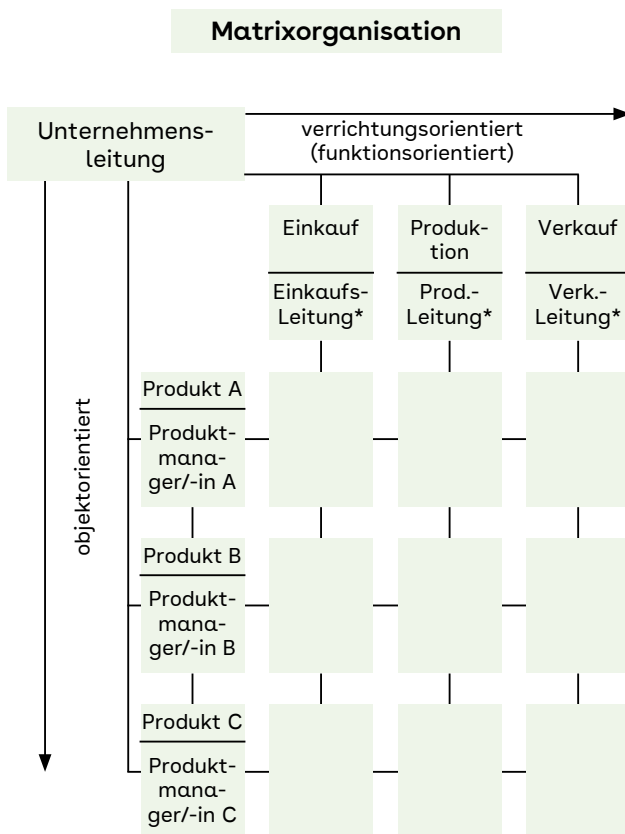 Matrixorganisation
Unternehmens-
leitung
verrichtungsorientiert
(funktionsorientiert)
Einkauf
Einkaufs-
Leitung*
Produk-
tion
Prod.-
Leitung*
Verkauf
Verk.-
Leitung*
objektorientiert
Produkt A
Produkt-
mana-
ger/-in A
Produkt B
Produkt-
mana-
ger/-in B
Produkt C
Produkt-
mana-
ger/-in C